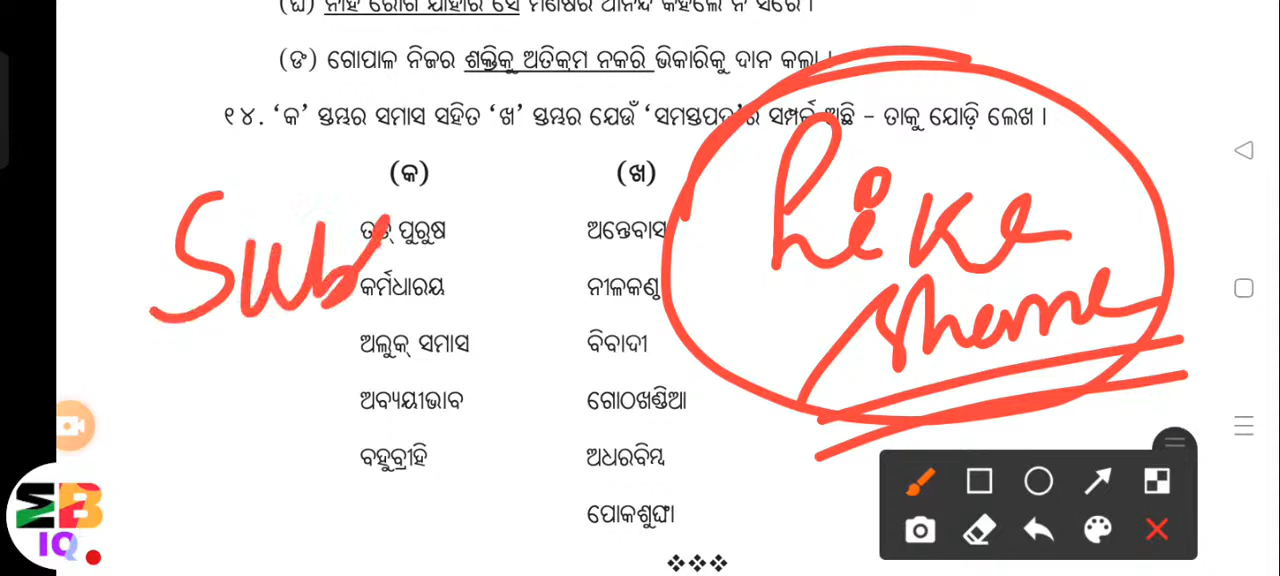 (ଘ) ନାହିଁ ରୋଗ ଯାହାର ସେ ମଣିଷର ଆନନ୍ଦ କହିଲେ ନ ସରେ ।
(ଙ) ଗୋପାଳ ନିଜର ଶକ୍ତିକୁ ଅତିକ୍ରମ ନକରି ଭିକାରିକୁ ଦାନ କଲା ।
୧୪. ‘କ’ ସ୍ତମ୍ଭର ସମାସ ସହିତ ‘ଖ’ ସ୍ତମ୍ଭର ଯେଉଁ ‘ସମସ୍ତପଦ’ର ସମ୍ପର୍କ ଅଛି – ତାକୁ ଯୋଡ଼ି ଲେଖ ।
(କ) (ଖ)
ତତ୍ ପୁରୁଷ ଅନ୍ତେବାସ
କର୍ମଧାରୟ ନୀଳକଣ୍ଠ
ଅଲୁକ୍ ସମାସ ବିବାଦୀ
ଅବ୍ୟୟୀଭାବ ଗୋଠଖଣ୍ଡିଆ
ବହୁବ୍ରୀହି ଅଧରବିମ୍ବ
ପୋକଶୁଙ୍ଘା
Sub
like
EB
IQ